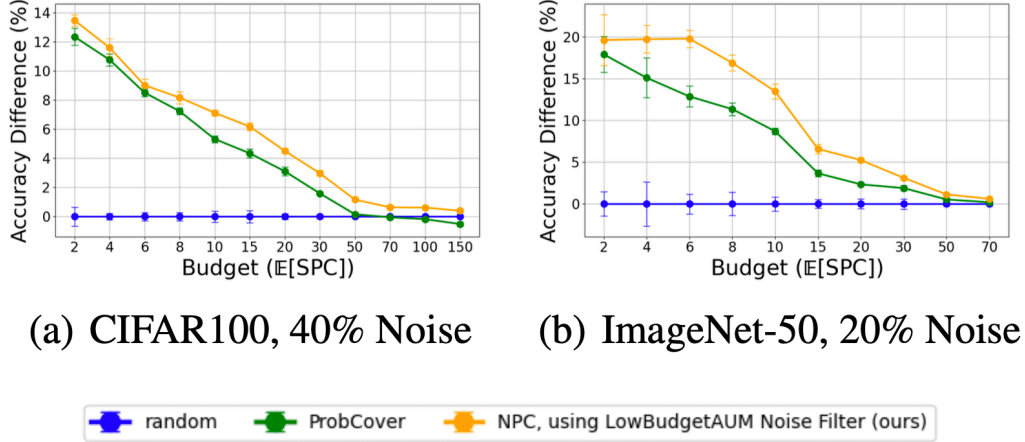 Accuracy Difference (%)
14
12
10
8
6
4
2
0
2 4 6 8 10 15 20 30 50 70 100 150
Budget (𝔼[SPC])
(a) CIFAR100, 40% Noise
Accuracy Difference (%)
20
15
10
5
0
2 4 6 8 10 15 20 30 50 70
Budget (𝔼[SPC])
(b) ImageNet-50, 20% Noise
random ProbCover NPC, using LowBudgetAUM Noise Filter (ours)